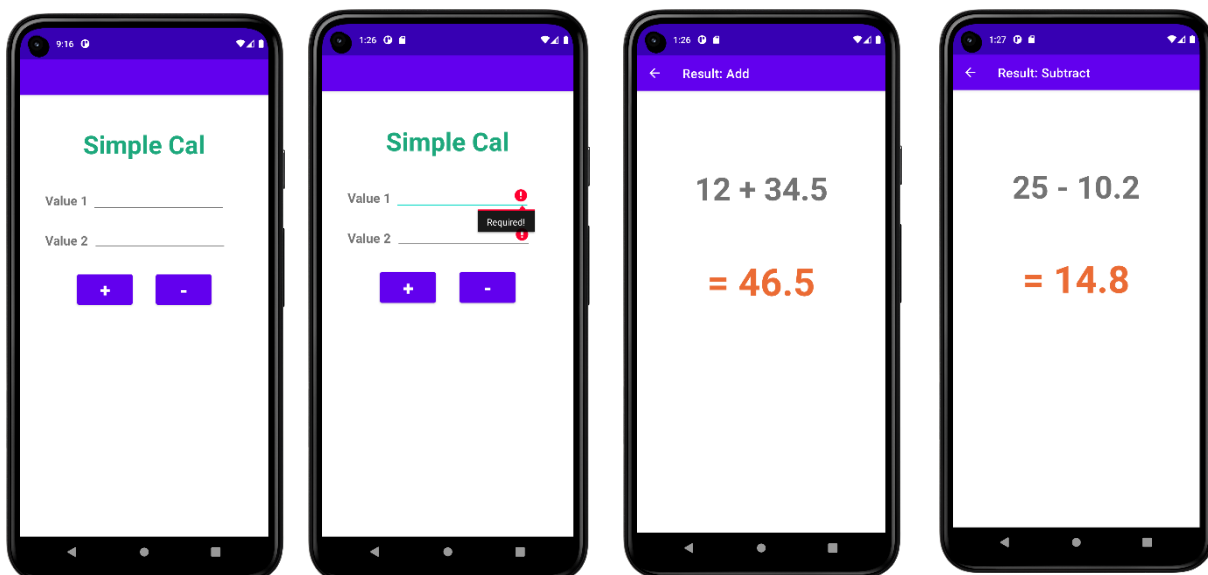 9:16
Simple Cal
Value 1
Value 2
+ -
1:26
Simple Cal
Value 1
Required!
Value 2
+ -
1:26
Result: Add
12 + 34.5
= 46.5
1:27
Result: Subtract
25 - 10.2
= 14.8